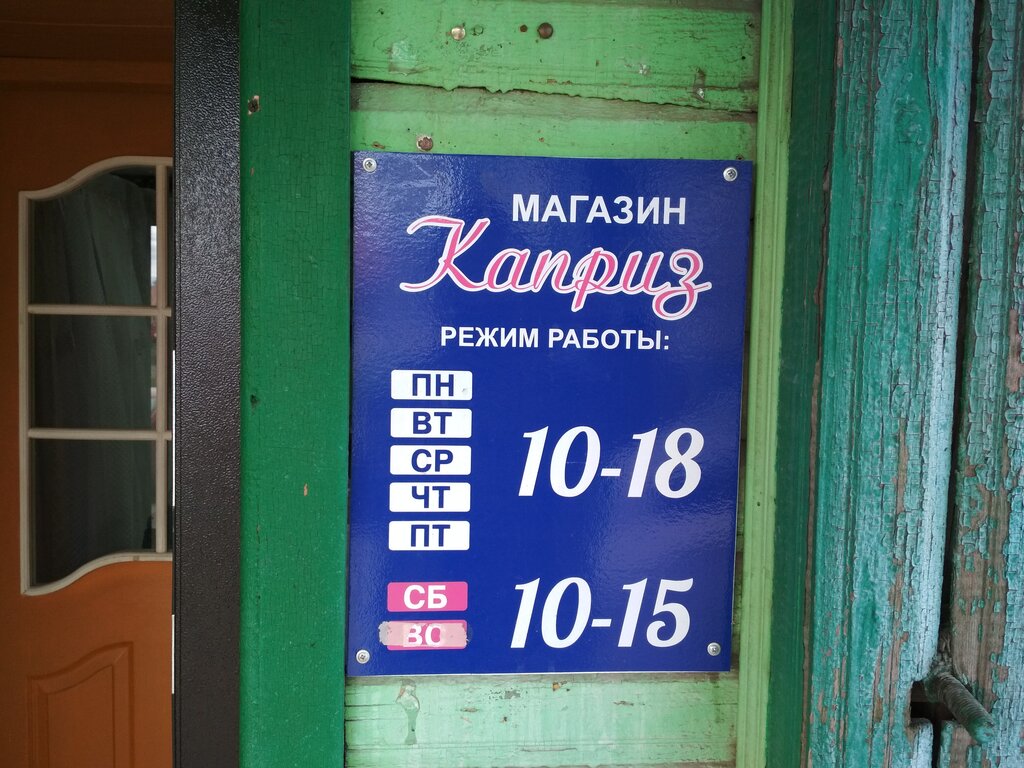 МАГАЗИН
Каприз
РЕЖИМ РАБОТЫ:
ПН
ВТ
СР
ЧТ
ПТ
10-18
СБ
ВС
10-15